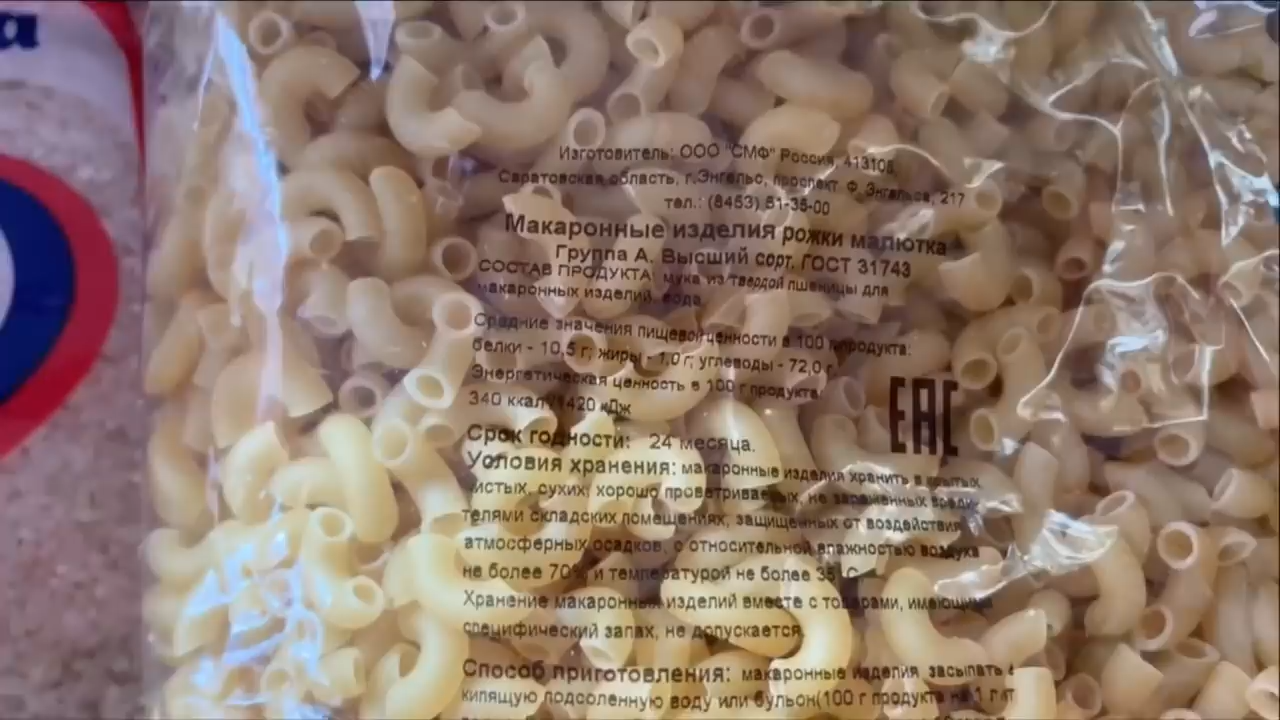 а
Изготовитель: ООО "СМФ" Россия, 413108,
Саратовская область, г.Энгельс, проспект Ф.Энгельса, 217
тел.: (8453) 51-35-00
Макаронные изделия рожки малютка
Группа А. Высший сорт. ГОСТ 31743
СОСТАВ ПРОДУКТА: мука из твердой пшеницы для
макаронных изделий, вода
Средние значения пищевой ценности в 100 г продукта:
белки - 10,5 г; жиры - 1,0 г; углеводы - 72,0 г
Энергетическая ценность в 100 г продукта
340 ккал/1420 кДж
ЕАС
Срок годности: 24 месяца.
Условия хранения: макаронные изделия хранить в крытых
чистых, сухих, хорошо проветриваемых, не зараженных вреди-
телями складских помещениях, защищенных от воздействия
атмосферных осадков, с относительной влажностью воздуха
не более 70% и температурой не более 35°С.
Хранение макаронных изделий вместе с товарами, имеющими
специфический запах, не допускается.
Способ приготовления: макаронные изделия засыпать в
кипящую подсоленную воду или бульон(100 г продукта на 1 лит